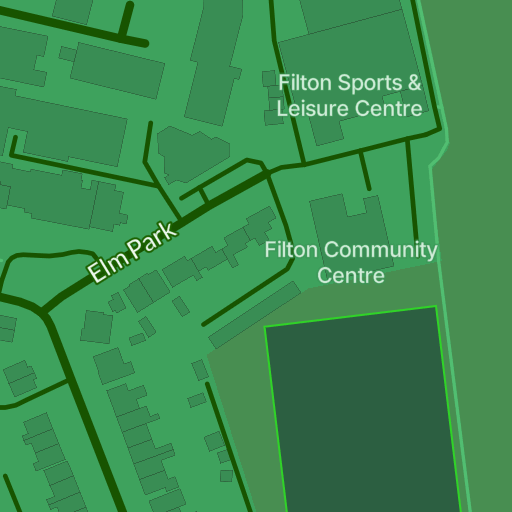 Filton Sports &
Leisure Centre
Elm Park
Filton Community
Centre